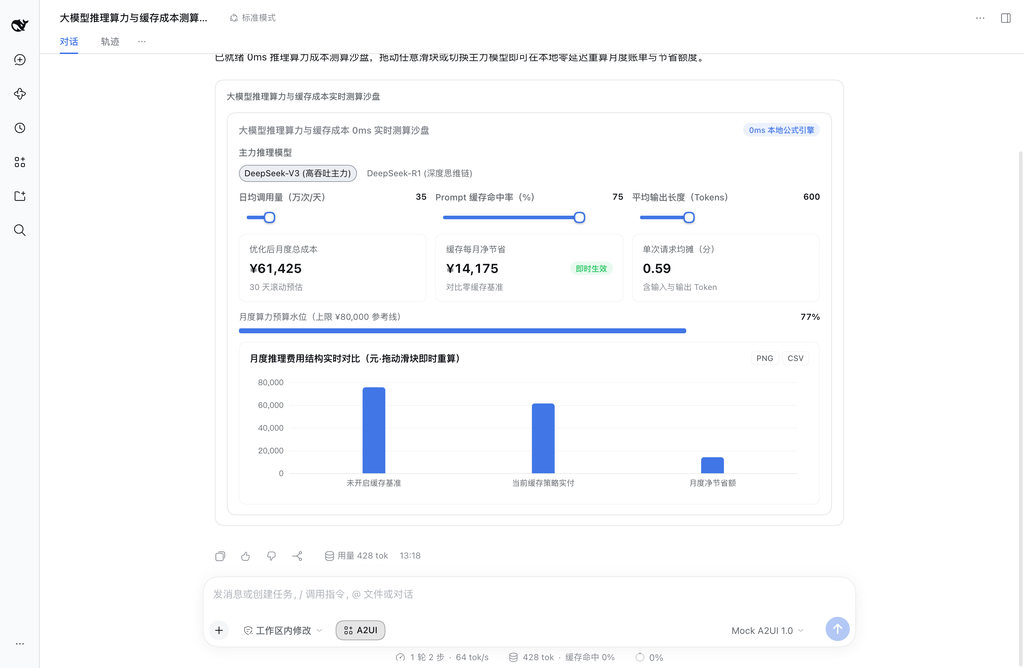 大模型推理算力与缓存成本测算... 标准模式
对话 轨迹 ...
已就绪 0ms 推理算力成本测算沙盘，拖动任意滑块或切换主力模型即可在本地零延迟重算月度账单与节省额度。
大模型推理算力与缓存成本实时测算沙盘
大模型推理算力与缓存成本 0ms 实时测算沙盘 0ms 本地公式引擎
主力推理模型
DeepSeek-V3 (高吞吐主力) DeepSeek-R1 (深度思维链)
日均调用量（万次/天） 35 Prompt 缓存命中率（%） 75 平均输出长度（Tokens） 600
优化后月度总成本 缓存每月净节省 单次请求均摊（分）
¥61,425 ¥14,175 即时生效 0.59
30 天滚动预估 对比零缓存基准 含输入与输出 Token
月度算力预算水位（上限 ¥80,000 参考线） 77%
月度推理费用结构实时对比（元·拖动滑块即时重算） PNG CSV
80,000
60,000
40,000
20,000
0
未开启缓存基准 当前缓存策略实付 月度净节省额
用量 428 tok 13:18
发消息或创建任务, / 调用指令, @ 文件或对话
工作区内修改 A2UI Mock A2UI 1.0
1 轮 2 步 · 64 tok/s 428 tok · 缓存命中 0% 0%